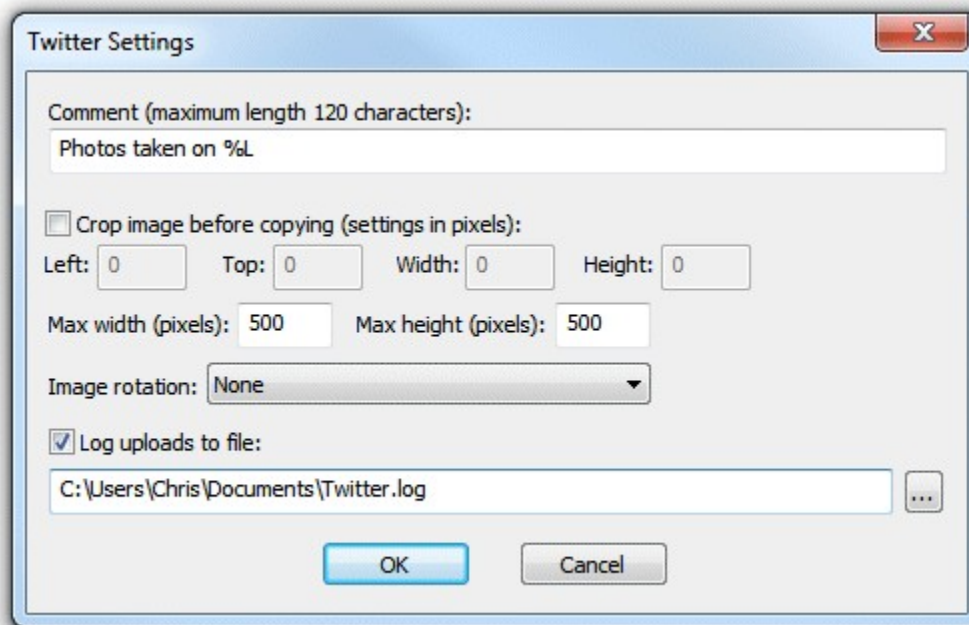 Twitter Settings
Comment (maximum length 120 characters):
Photos taken on %L
Crop image before copying (settings in pixels):
Left: 0 Top: 0 Width: 0 Height: 0
Max width (pixels): 500 Max height (pixels): 500
Image rotation: None
Log uploads to file:
C:\Users\Chris\Documents\Twitter.log ...
OK Cancel